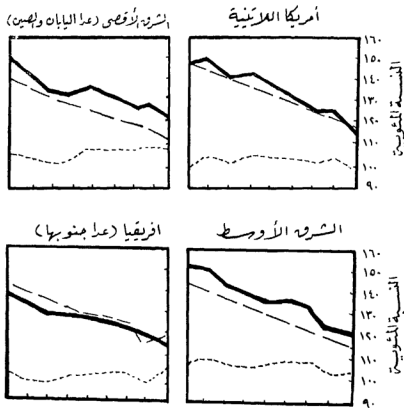 أمريكا اللاتينية
الشرق الأقصى (عدا اليابان والصين)
النسبة المئوية
١٦٠
١٥٠
١٤٠
١٣٠
١٢٠
١١٠
١٠٠
٩٠
الشرق الأوسط
افريقيا (عدا جنوبها)
النسبة المئوية
١٦٠
١٥٠
١٤٠
١٣٠
١٢٠
١١٠
١٠٠
٩٠